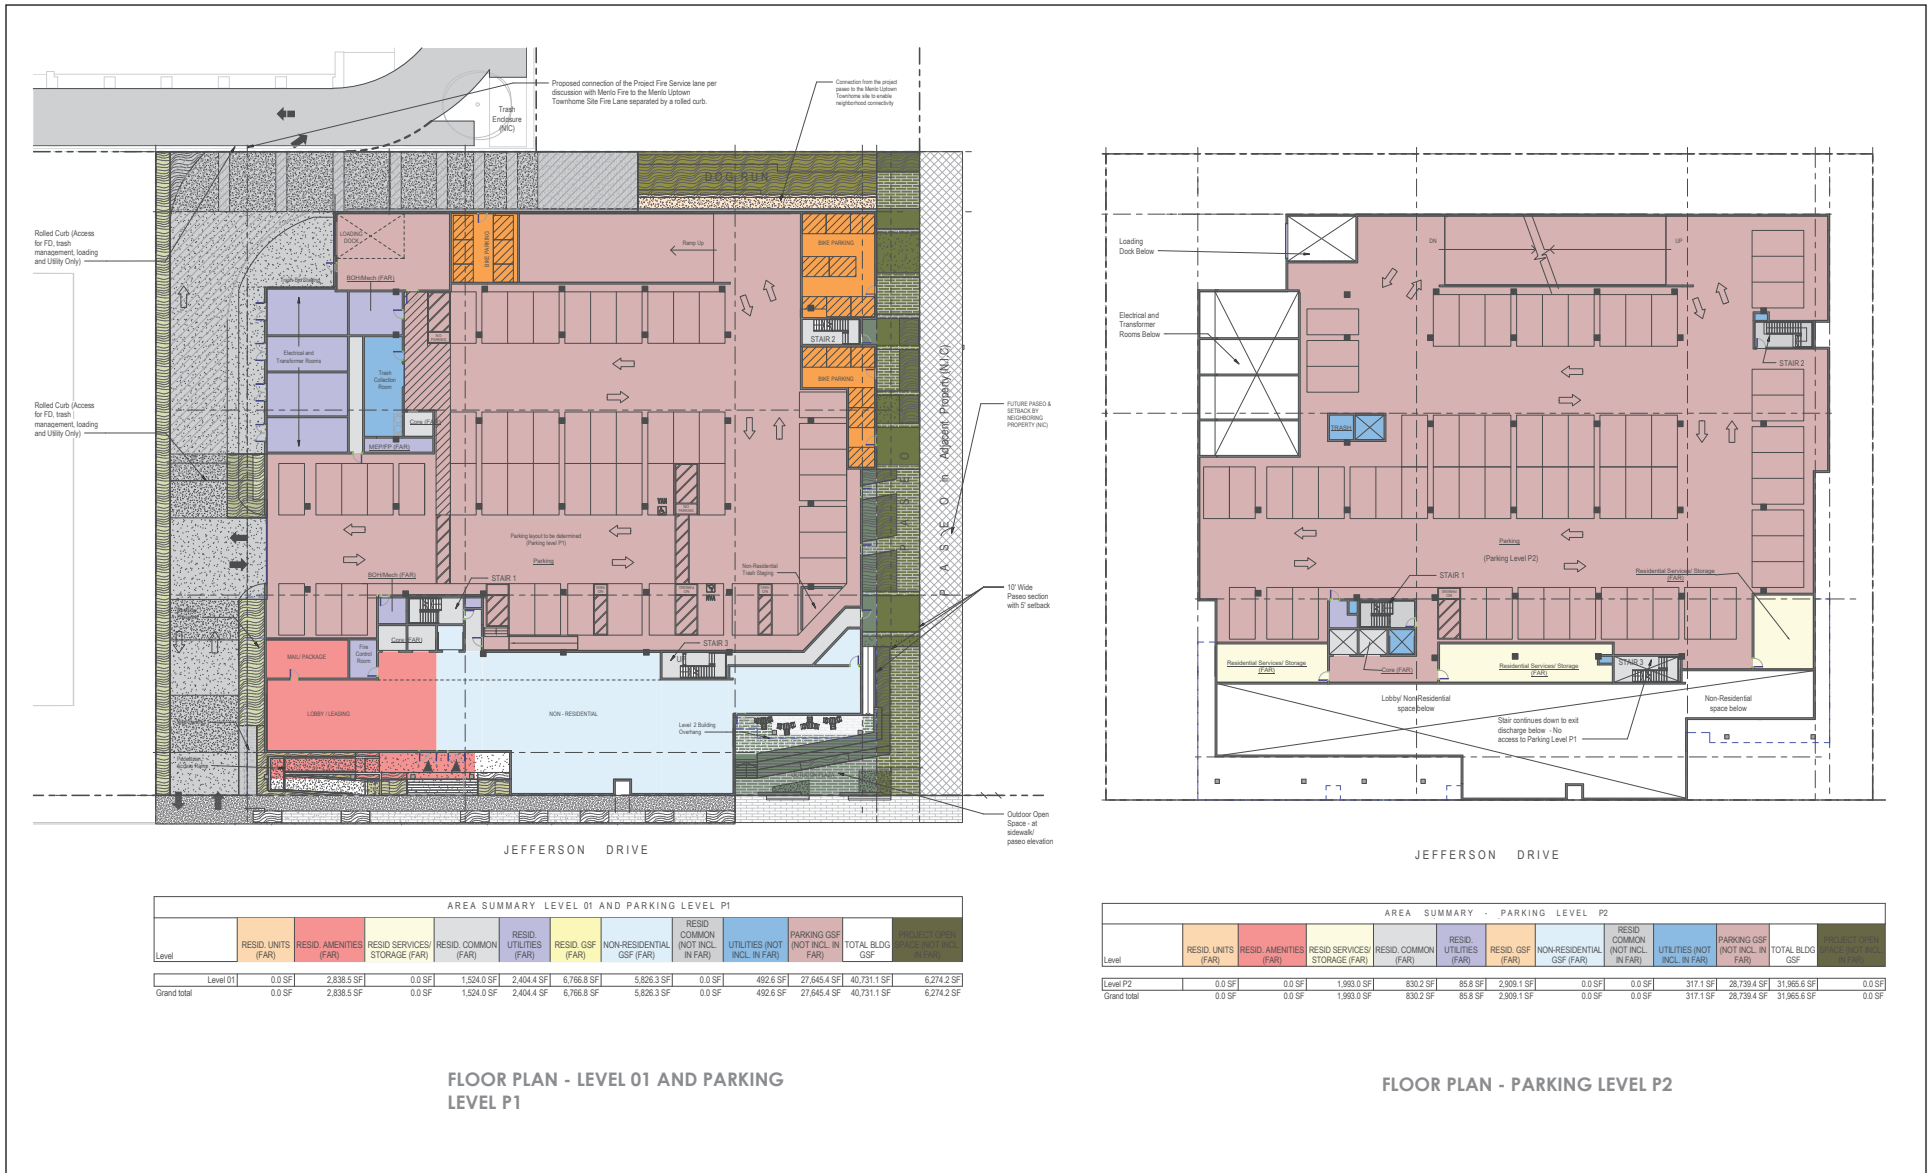 Proposed connection of the Project Fire Service lane per
discussion with Menlo Fire to the Menlo Uptown
Townhome Site Fire Lane separated by a rolled curb.
Trash
Enclosure
(NIC)
Connection from the project
paseo to the Menlo Uptown
Townhome site to enable
neighborhood connectivity
DOG RUN
Rolled Curb (Access
for FD, trash
management, loading
and Utility Only)
LOADING
DOCK
BIKE PARKING
Ramp Up
BIKE PARKING
BOH/Mech (FAR)
NO
PARKING
STAIR 2
Electrical and
Transformer Rooms
Trash
Collection
Room
BIKE PARKING
Rolled Curb (Access
for FD, trash
management, loading
and Utility Only)
Core (FAR)
MEP/FP (FAR)
FUTURE PASEO &
SETBACK BY
NEIGHBORING
PROPERTY (NIC)
PASEO
PASEO in Adjacent Property (N.I.C)
VAN
NO
PARKING
Parking layout to be determined
(Parking level P1)
Parking
Non-Residential
Trash Staging
BOH/Mech (FAR)
STAIR 1
10' Wide
Paseo section
with 5' setback
Core (FAR)
STAIR 3
UP
MAIL/ PACKAGE
Fire
Control
Room
LOBBY / LEASING
NON - RESIDENTIAL
Level 2 Building
Overhang
Outdoor Open
Space - at
sidewalk/
paseo elevation
JEFFERSON DRIVE
AREA SUMMARY LEVEL 01 AND PARKING LEVEL P1
Level RESID. UNITS (FAR) RESID. AMENITIES (FAR) RESID SERVICES/ STORAGE (FAR) RESID. COMMON (FAR) RESID. UTILITIES (FAR) RESID. GSF (FAR) NON-RESIDENTIAL GSF (FAR) RESID COMMON (NOT INCL. IN FAR) UTILITIES (NOT INCL. IN FAR) PARKING GSF (NOT INCL. IN FAR) TOTAL BLDG GSF PROJECT OPEN SPACE (NOT INCL. IN FAR)
Level 01 0.0 SF 2,838.5 SF 0.0 SF 1,524.0 SF 2,404.4 SF 6,766.8 SF 5,826.3 SF 0.0 SF 492.6 SF 27,645.4 SF 40,731.1 SF 6,274.2 SF
Grand total 0.0 SF 2,838.5 SF 0.0 SF 1,524.0 SF 2,404.4 SF 6,766.8 SF 5,826.3 SF 0.0 SF 492.6 SF 27,645.4 SF 40,731.1 SF 6,274.2 SF
FLOOR PLAN - LEVEL 01 AND PARKING
LEVEL P1
Loading
Dock Below
DN
UP
Electrical and
Transformer
Rooms Below
STAIR 2
TRASH
Parking
(Parking Level P2)
STAIR 1
Residential Services/ Storage
(FAR)
Residential Services/ Storage
(FAR)
Core (FAR)
Residential Services/ Storage
(FAR)
STAIR 3
Lobby/ Non-Residential
space below
Non-Residential
space below
Stair continues down to exit
discharge below - No
access to Parking Level P1
JEFFERSON DRIVE
AREA SUMMARY - PARKING LEVEL P2
Level RESID. UNITS (FAR) RESID. AMENITIES (FAR) RESID SERVICES/ STORAGE (FAR) RESID. COMMON (FAR) RESID. UTILITIES (FAR) RESID. GSF (FAR) NON-RESIDENTIAL GSF (FAR) RESID COMMON (NOT INCL. IN FAR) UTILITIES (NOT INCL. IN FAR) PARKING GSF (NOT INCL. IN FAR) TOTAL BLDG GSF PROJECT OPEN SPACE (NOT INCL. IN FAR)
Level P2 0.0 SF 0.0 SF 1,993.0 SF 830.2 SF 85.8 SF 2,909.1 SF 0.0 SF 0.0 SF 317.1 SF 28,739.4 SF 31,965.6 SF 0.0 SF
Grand total 0.0 SF 0.0 SF 1,993.0 SF 830.2 SF 85.8 SF 2,909.1 SF 0.0 SF 0.0 SF 317.1 SF 28,739.4 SF 31,965.6 SF 0.0 SF
FLOOR PLAN - PARKING LEVEL P2